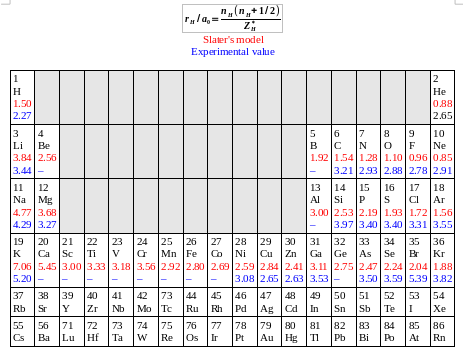 r_H / a_0 = n_H (n_H + 1/2) / Z_H^*
Slater's model
Experimental value
1 2
H He
1.50 0.88
2.27 2.65
3 4 5 6 7 8 9 10
Li Be B C N O F Ne
3.84 2.56 1.92 1.54 1.28 1.10 0.96 0.85
3.44 – – 3.21 2.93 2.88 2.78 2.91
11 12 13 14 15 16 17 18
Na Mg Al Si P S Cl Ar
4.77 3.68 3.00 2.53 2.19 1.93 1.72 1.56
4.29 3.27 – 3.97 3.40 3.40 3.31 3.55
19 20 21 22 23 24 25 26 27 28 29 30 31 32 33 34 35 36
K Ca Sc Ti V Cr Mn Fe Co Ni Cu Zn Ga Ge As Se Br Kr
7.06 5.45 3.00 3.33 3.18 3.56 2.92 2.80 2.69 2.59 2.84 2.41 3.11 2.75 2.47 2.24 2.04 1.88
5.20 – – – – – – – – 3.08 2.65 2.63 3.53 – 3.50 3.59 3.39 3.82
37 38 39 40 41 42 43 44 45 46 47 48 49 50 51 52 53 54
Rb Sr Y Zr Nb Mo Tc Ru Rh Pd Ag Cd In Sn Sb Te I Xe
55 56 71 72 73 74 75 76 77 78 79 80 81 82 83 84 85 86
Cs Ba Lu Hf Ta W Re Os Ir Pt Au Hg Tl Pb Bi Po At Rn